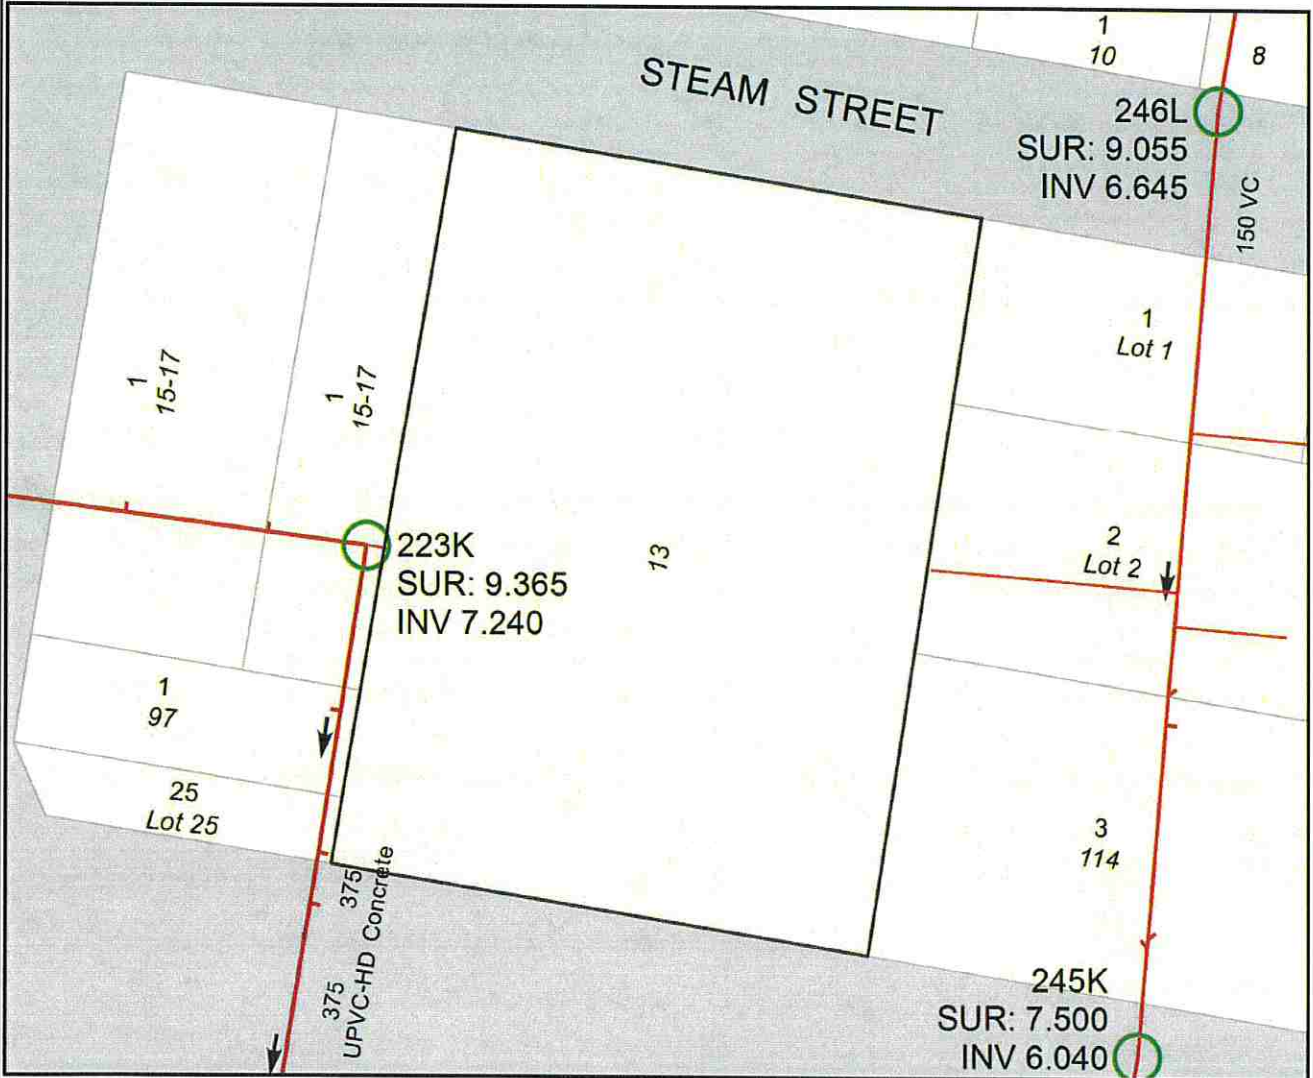 1
10
8
STEAM STREET
246L
SUR: 9.055
INV 6.645
150 VC
1
Lot 1
1
15-17
1
15-17
223K
SUR: 9.365
INV 7.240
13
2
Lot 2
1
97
25
Lot 25
3
114
375
Concrete
375
UPVC-HD
245K
SUR: 7.500
INV 6.040